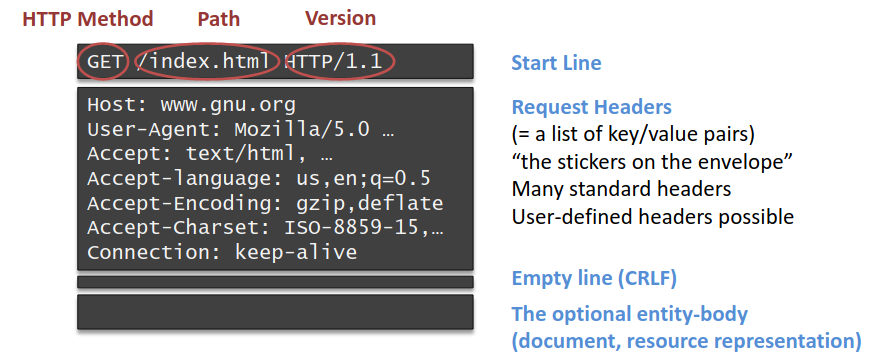 HTTP Method Path Version
GET /index.html HTTP/1.1
Start Line
Host: www.gnu.org
User-Agent: Mozilla/5.0 …
Accept: text/html, …
Accept-language: us,en;q=0.5
Accept-Encoding: gzip,deflate
Accept-Charset: ISO-8859-15,…
Connection: keep-alive
Request Headers
(= a list of key/value pairs)
“the stickers on the envelope”
Many standard headers
User-defined headers possible
Empty line (CRLF)
The optional entity-body
(document, resource representation)